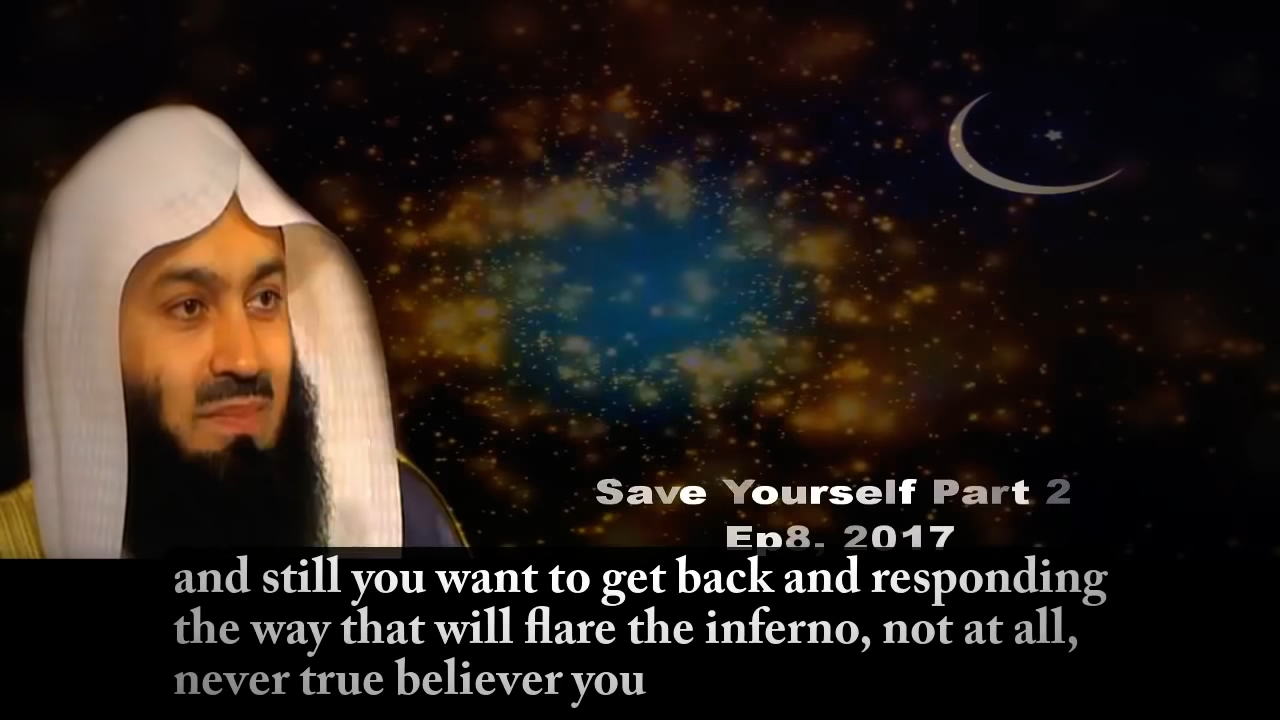 Save Yourself Part 2
Ep8, 2017
and still you want to get back and responding
the way that will flare the inferno, not at all,
never true believer you